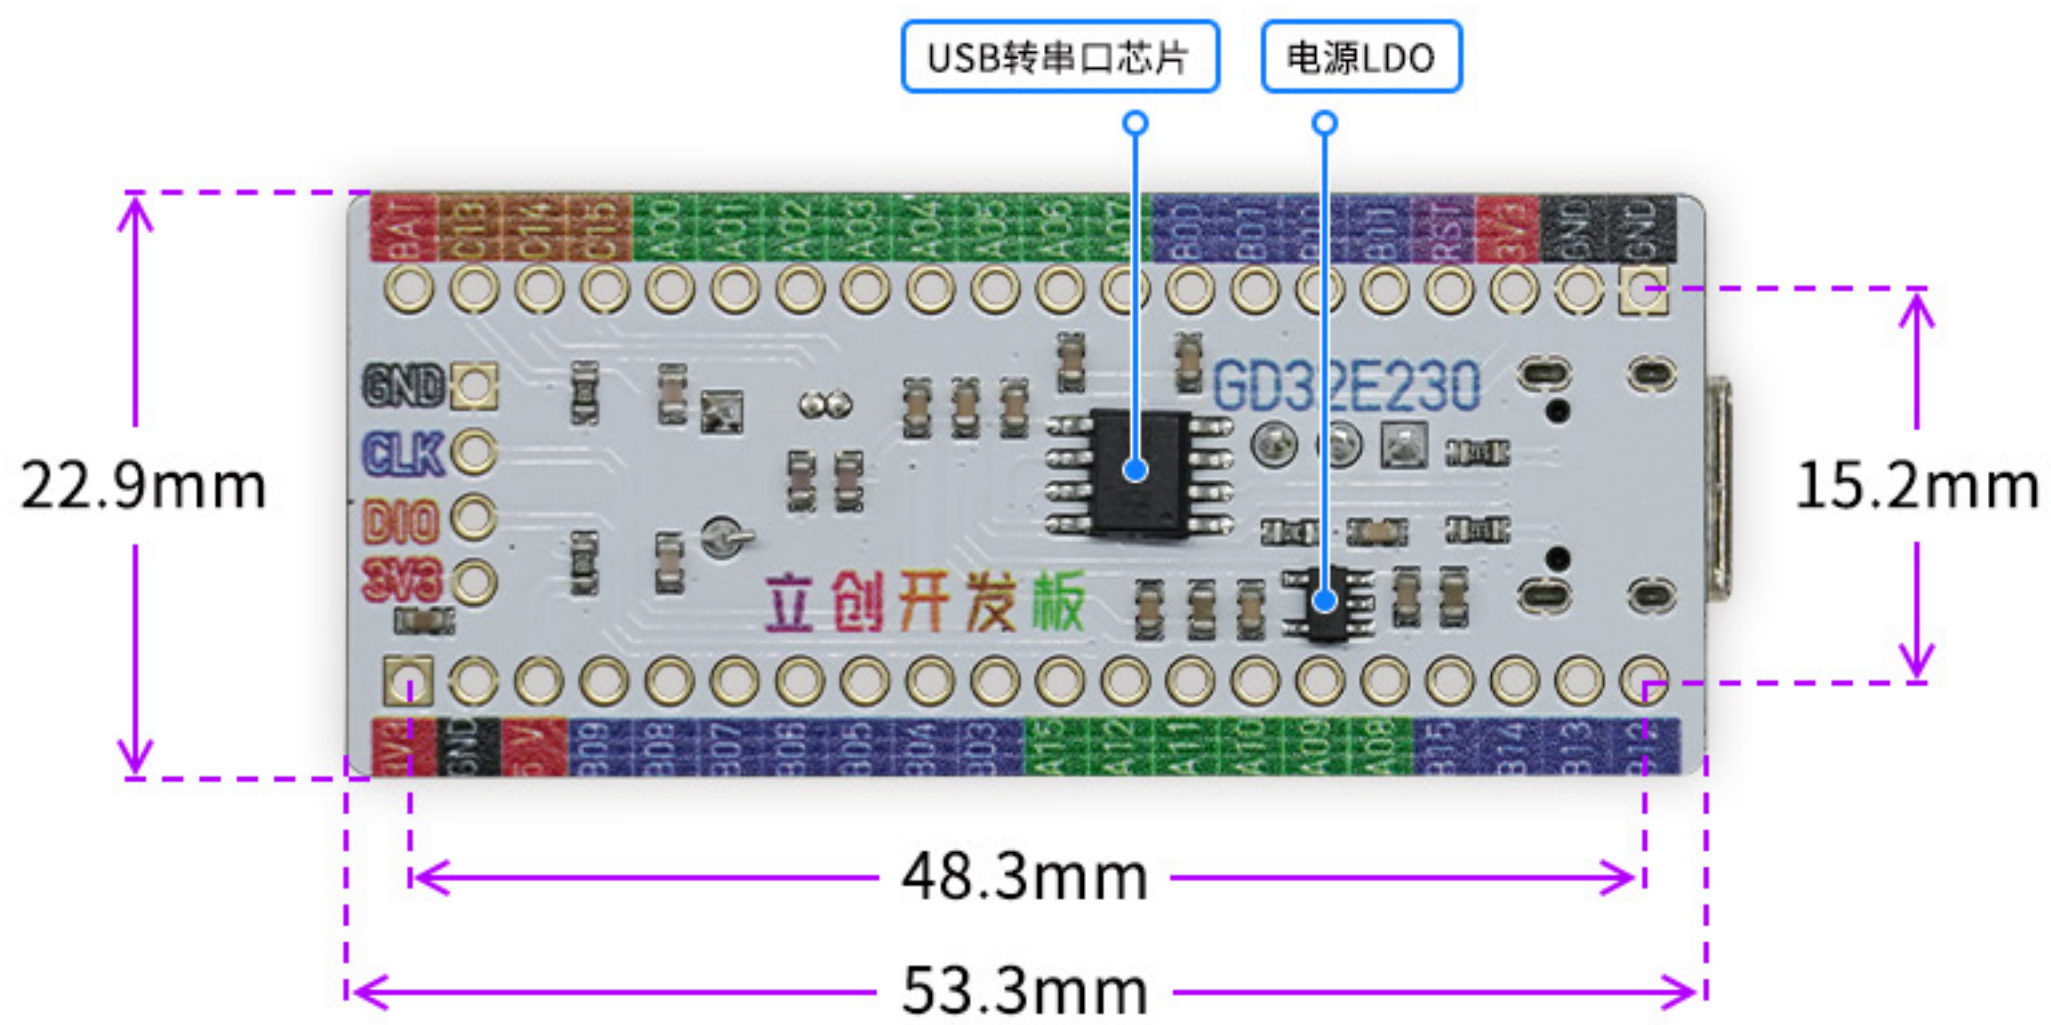 USB转串口芯片
电源LDO
BAT C13 C14 C15 A00 A01 A02 A03 A04 A05 A06 A07 B00 B01 B11 RST 3V3 GND GND
GND
GD32E230
CLK
22.9mm
15.2mm
DIO
3V3
立创开发板
3V3 GND 5V B09 B08 B07 B06 B05 B04 B03 A15 A12 A11 A10 A09 A08 B15 B14 B13 B12
48.3mm
53.3mm